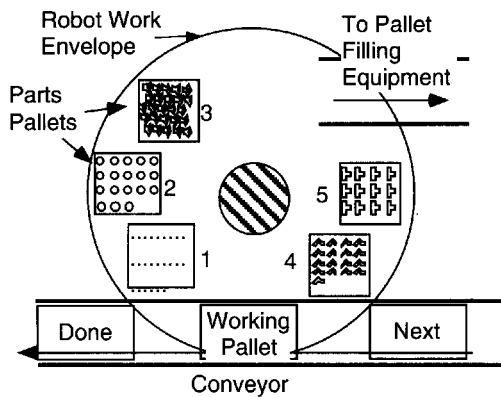 Robot Work
Envelope
To Pallet
Filling
Equipment
Parts
Pallets
3
2
5
1
4
Done
Working
Pallet
Next
Conveyor